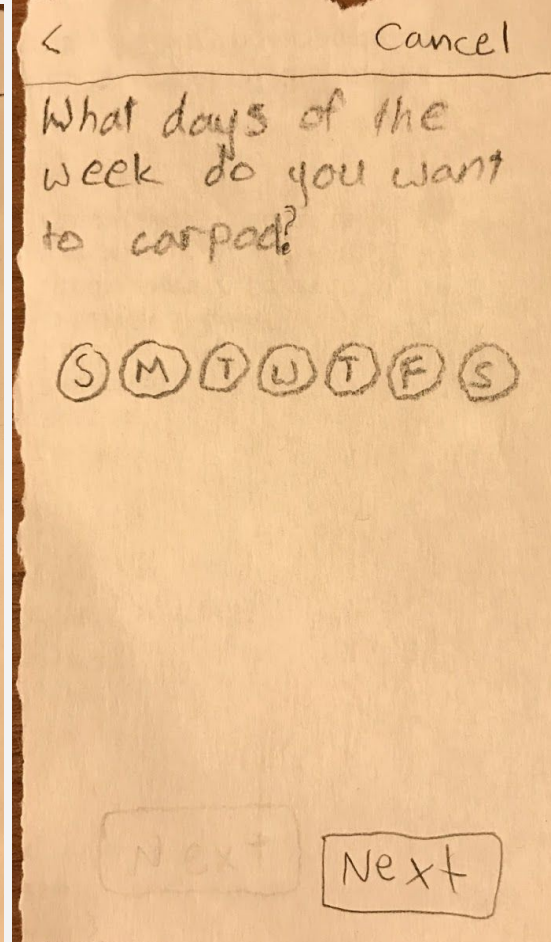 < Cancel
What days of the
week do you want
to carpool?
S M T W T F S
Next Next